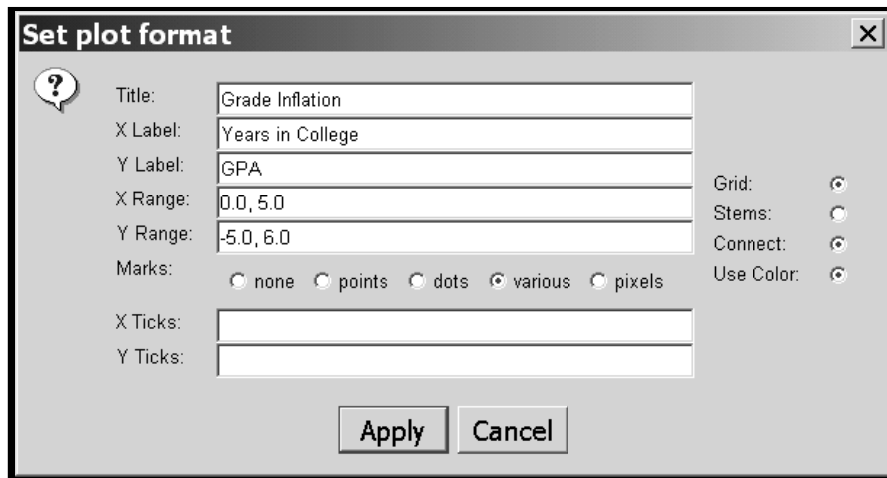 Set plot format
?
Title: Grade Inflation
X Label: Years in College
Y Label: GPA
X Range: 0.0, 5.0
Y Range: -5.0, 6.0
Marks: none points dots various pixels
X Ticks:
Y Ticks:
Grid:
Stems:
Connect:
Use Color:
Apply Cancel